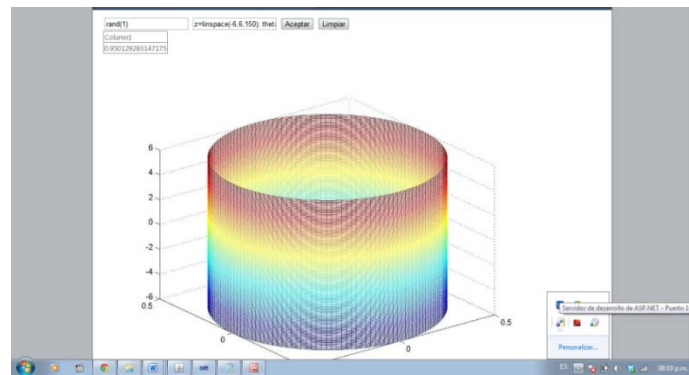 rand(1) z=linspace(-6,6,150); thet Aceptar Limpiar
Column1
0.950129285147175
6
4
2
0
-2
-4
-6
0.5
0
0
0.5
Servidor de desarrollo de ASP.NET - Puerto 1
Personalizar...
ES 08:10 p.m.